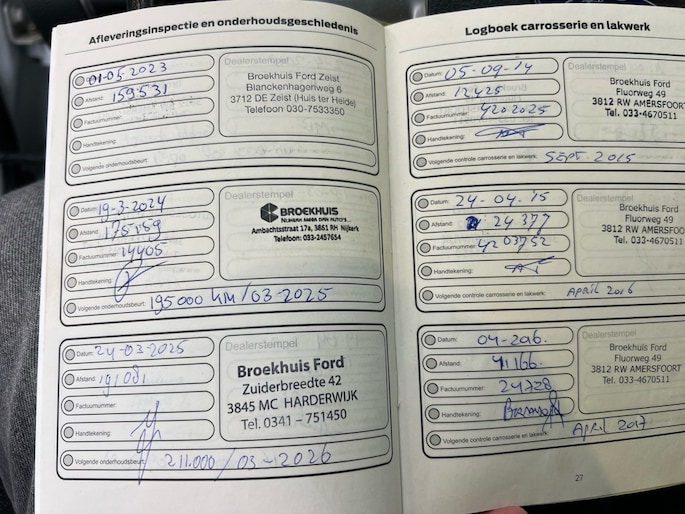 Afleveringsinspectie en onderhoudsgeschiedenis
01-05-2023
Afstand: 159531
Factuurnummer:
Handtekening:
Volgende onderhoudsbeurt:
Dealerstempel
Broekhuis Ford Zeist
Blanckenhagenweg 6
3712 DE Zeist (Huis ter Heide)
Telefoon 030-7533350
Datum: 19-3-2024
Afstand: 175159
Factuurnummer: 14405
Handtekening:
Volgende onderhoudsbeurt: 195000 KM/03-2025
Dealerstempel
BROEKHUIS
Ambachtsstraat 17a, 3861 RH Nijkerk
Telefoon: 033-2457654
Datum: 24-03-2025
Afstand:
Factuurnummer:
Handtekening:
Volgende onderhoudsbeurt: 211.000/03-2026
Dealerstempel
Broekhuis Ford
Zuiderbreedte 42
3845 MC HARDERWIJK
Tel. 0341 – 751450
Logboek carrosserie en lakwerk
Datum: 05-09-14
Afstand: 12425
Factuurnummer: 4202025
Handtekening:
Volgende controle carrosserie en lakwerk: SEPT. 2015
Dealerstempel
Broekhuis Ford
Fluorweg 49
3812 RW AMERSFOORT
Tel. 033-4670511
Datum: 24-04-15
Afstand: 24377
Factuurnummer: 4203752
Handtekening:
Volgende controle carrosserie en lakwerk: APRIL 2016
Dealerstempel
Broekhuis Ford
Fluorweg 49
3812 RW AMERSFOORT
Tel. 033-4670511
Datum: 04-2016.
Afstand: 41166.
Factuurnummer: 24728
Handtekening:
Volgende controle carrosserie en lakwerk: APRIL 2017
Dealerstempel
Broekhuis Ford
Fluorweg 49
3812 RW AMERSFOORT
Tel. 033-4670511
27